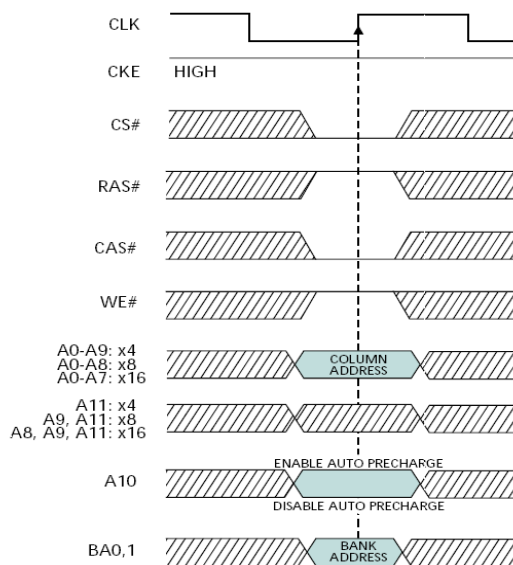 CLK
CKE HIGH
CS#
RAS#
CAS#
WE#
A0-A9: x4
A0-A8: x8
A0-A7: x16
COLUMN
ADDRESS
A11: x4
A9, A11: x8
A8, A9, A11: x16
ENABLE AUTO PRECHARGE
A10
DISABLE AUTO PRECHARGE
BA0,1
BANK
ADDRESS